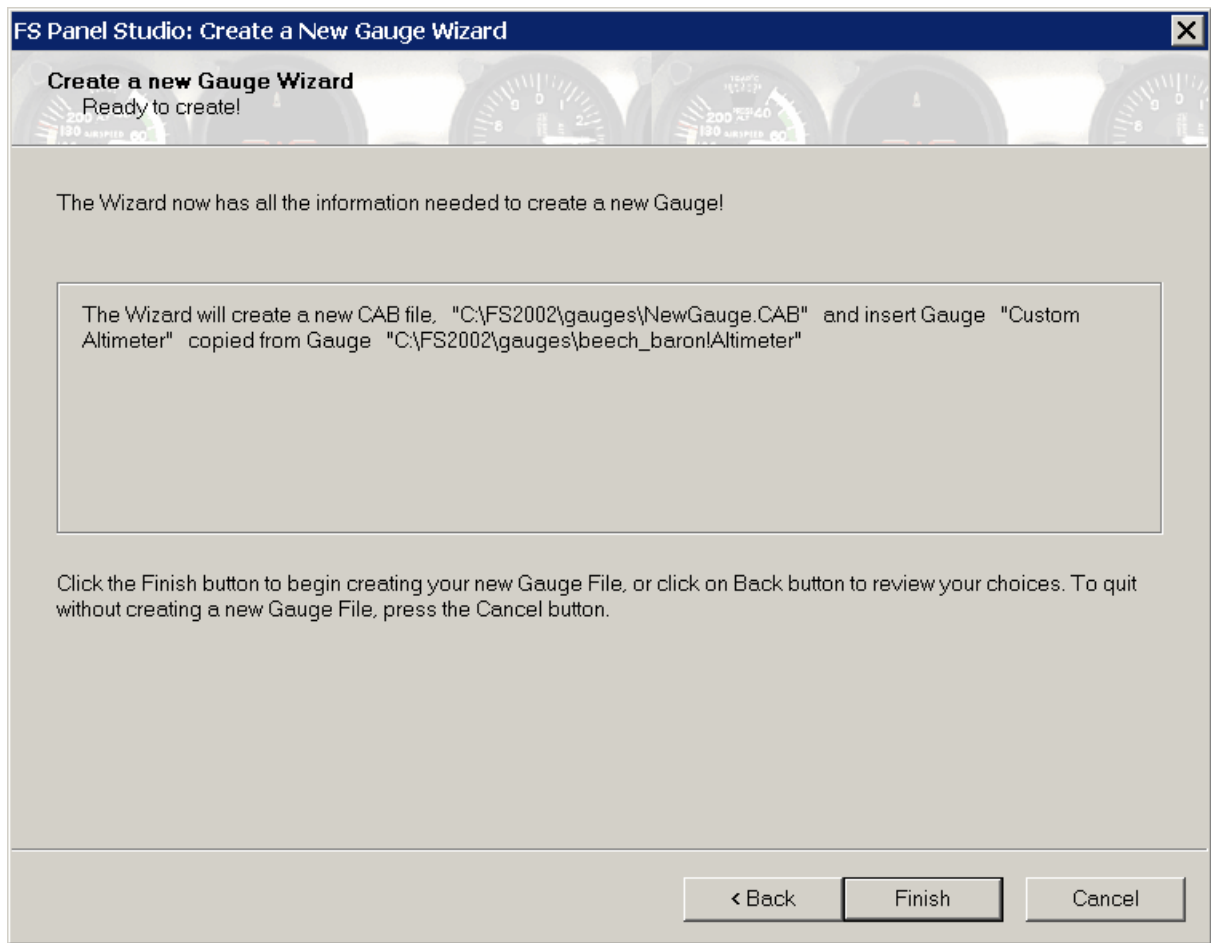 FS Panel Studio: Create a New Gauge Wizard
Create a new Gauge Wizard
Ready to create!
The Wizard now has all the information needed to create a new Gauge!
The Wizard will create a new CAB file, "C:\FS2002\gauges\NewGauge.CAB" and insert Gauge "Custom
Altimeter" copied from Gauge "C:\FS2002\gauges\beech_baron!Altimeter"
Click the Finish button to begin creating your new Gauge File, or click on Back button to review your choices. To quit
without creating a new Gauge File, press the Cancel button.
< Back
Finish
Cancel